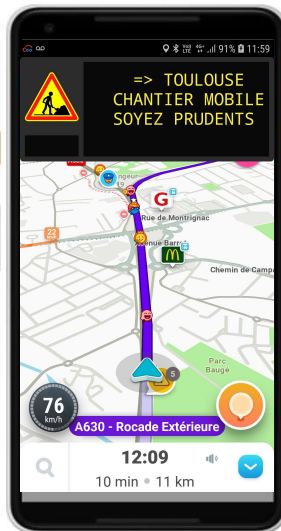 91% 11:59
=> TOULOUSE
CHANTIER MOBILE
SOYEZ PRUDENTS
G
Rue de Montrignac
22
Chemin de Camp
Parc
Baugé
5
76
km/h
A630 - Rocade Extérieure
12:09
10 min • 11 km